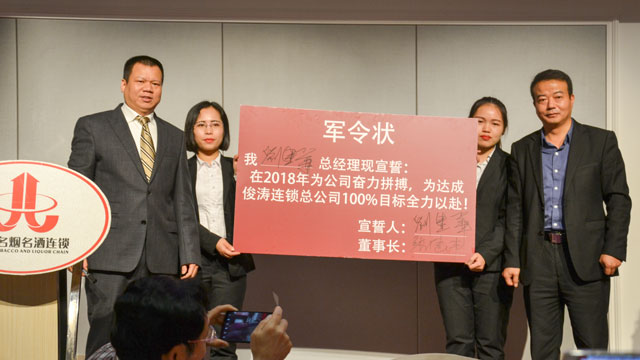 军令状
我 总经理现宣誓：
在2018年为公司奋力拼搏，为达成
俊涛连锁总公司100%目标全力以赴！
宣誓人：
董事长：
名烟名酒连锁
OBACCO AND LIQUOR CHAIN